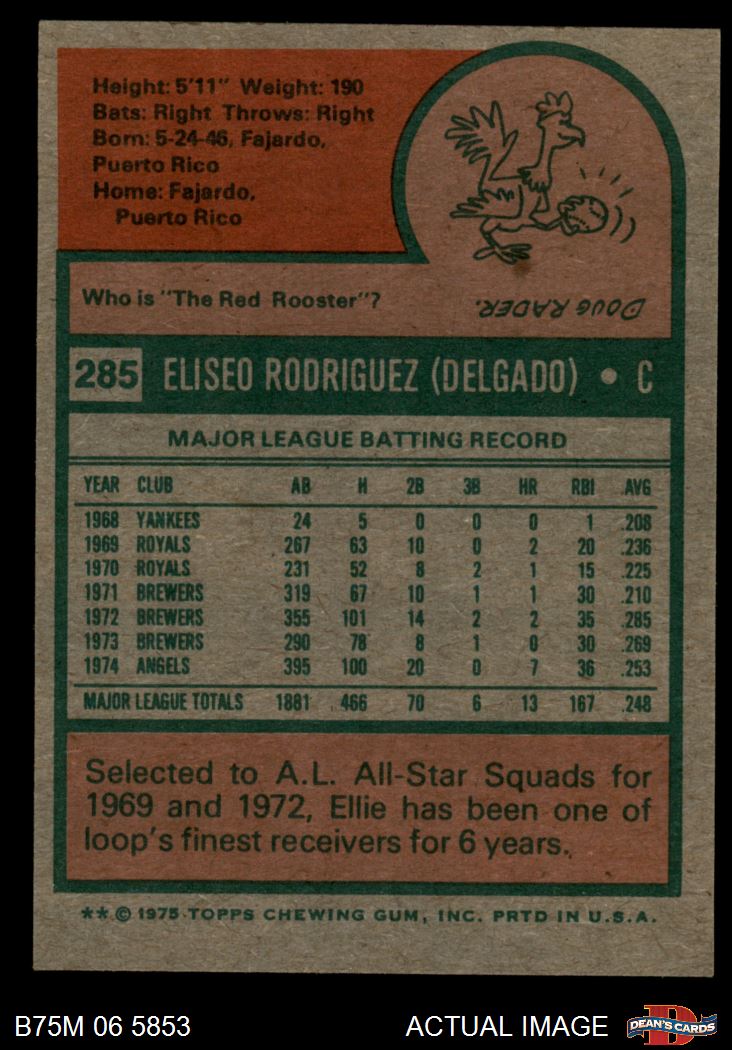 Height: 5'11" Weight: 190
Bats: Right Throws: Right
Born: 5-24-46, Fajardo,
Puerto Rico
Home: Fajardo,
Puerto Rico
Who is "The Red Rooster"?
DOUG RADER.
285 ELISEO RODRIGUEZ (DELGADO) • C
MAJOR LEAGUE BATTING RECORD
YEAR CLUB AB H 2B 3B HR RBI AVG
1968 YANKEES 24 5 0 0 0 1 .208
1969 ROYALS 267 63 10 0 2 20 .236
1970 ROYALS 231 52 8 2 1 15 .225
1971 BREWERS 319 67 10 1 1 30 .210
1972 BREWERS 355 101 14 2 2 35 .285
1973 BREWERS 290 78 8 1 0 30 .269
1974 ANGELS 395 100 20 0 7 36 .253
MAJOR LEAGUE TOTALS 1881 466 70 6 13 167 .248
Selected to A.L. All-Star Squads for
1969 and 1972, Ellie has been one of
loop's finest receivers for 6 years.
** © 1975 TOPPS CHEWING GUM, INC. PRTD IN U.S.A.
B75M 06 5853 ACTUAL IMAGE D DEAN'S CARDS